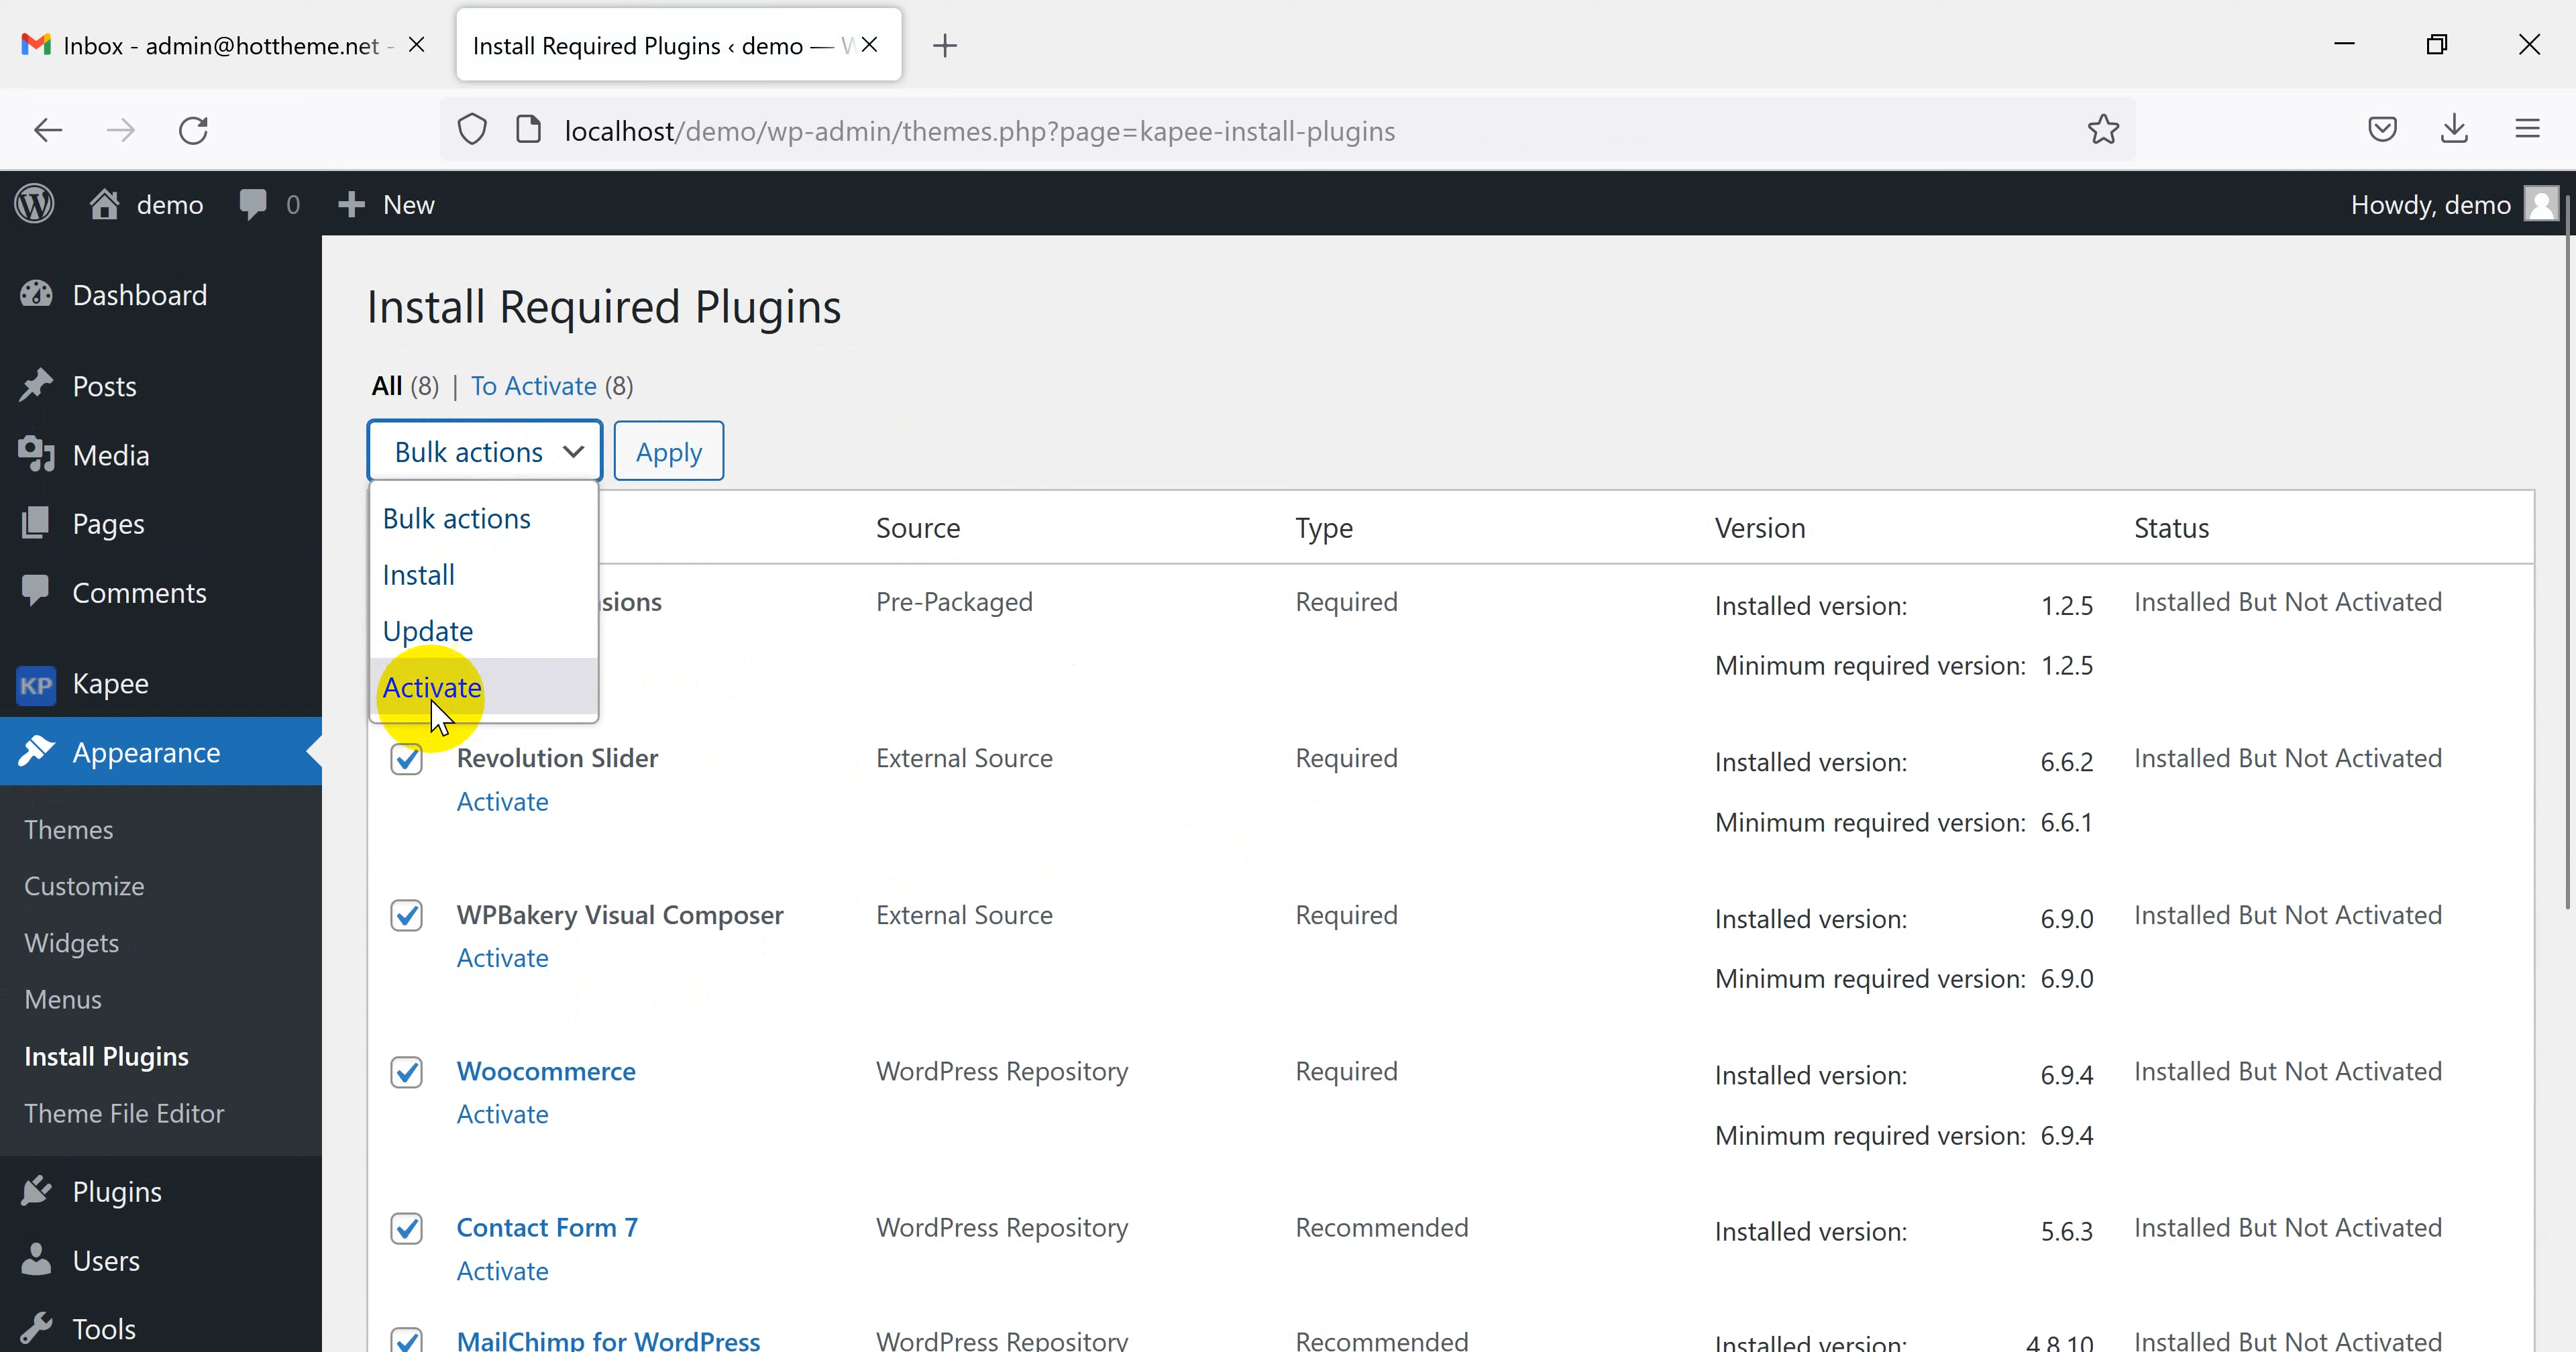 Inbox - admin@hottheme.net -
Install Required Plugins ‹ demo —
localhost/demo/wp-admin/themes.php?page=kapee-install-plugins
demo 0 New Howdy, demo
Dashboard
Posts
Media
Pages
Comments
KP Kapee
Appearance
Themes
Customize
Widgets
Menus
Install Plugins
Theme File Editor
Plugins
Users
Tools
Install Required Plugins
All (8) | To Activate (8)
Bulk actions Apply
Bulk actions
Install
Update
Activate
Source Type Version Status
Pre-Packaged Required Installed version: 1.2.5 Installed But Not Activated
Minimum required version: 1.2.5
Revolution Slider External Source Required Installed version: 6.6.2 Installed But Not Activated
Activate
Minimum required version: 6.6.1
WPBakery Visual Composer External Source Required Installed version: 6.9.0 Installed But Not Activated
Activate
Minimum required version: 6.9.0
Woocommerce WordPress Repository Required Installed version: 6.9.4 Installed But Not Activated
Activate
Minimum required version: 6.9.4
Contact Form 7 WordPress Repository Recommended Installed version: 5.6.3 Installed But Not Activated
Activate
MailChimp for WordPress WordPress Repository Recommended Installed version: 4.8.10 Installed But Not Activated